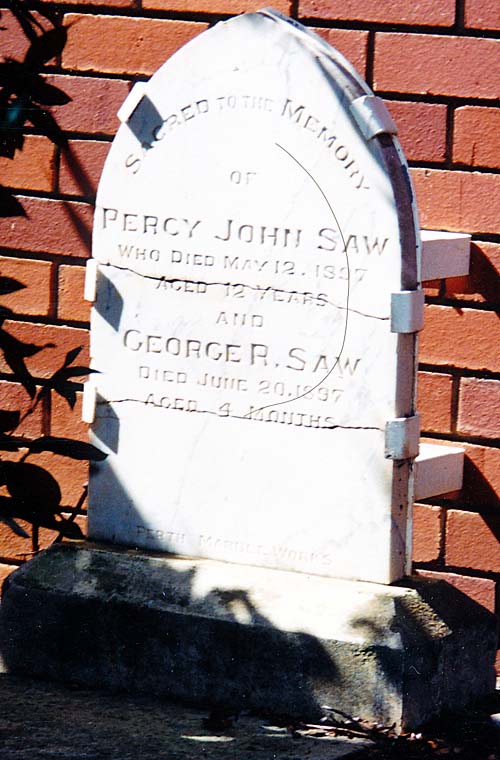 SACRED TO THE MEMORY
OF
PERCY JOHN SAW
WHO DIED MAY 12. 1897
AGED 12 YEARS
AND
GEORGE R. SAW
DIED JUNE 20. 1897
AGED 4 MONTHS
PERTH MARBLE WORKS